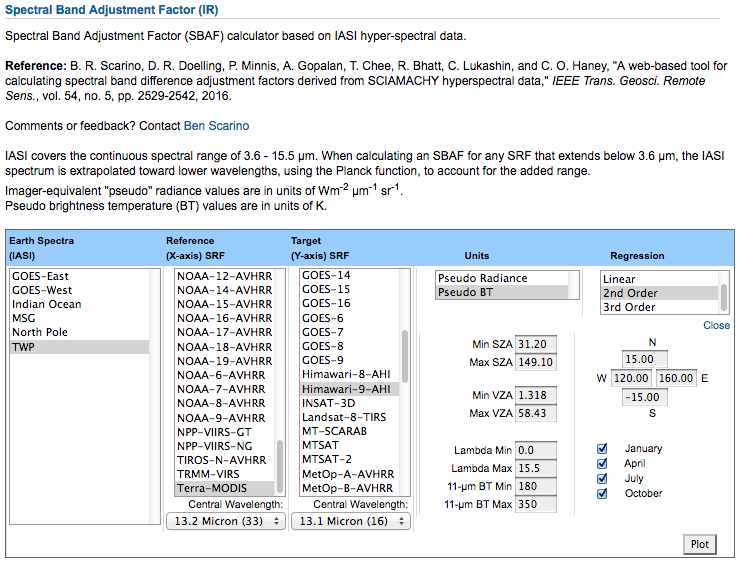 Spectral Band Adjustment Factor (IR)
Spectral Band Adjustment Factor (SBAF) calculator based on IASI hyper-spectral data.
Reference: B. R. Scarino, D. R. Doelling, P. Minnis, A. Gopalan, T. Chee, R. Bhatt, C. Lukashin, and C. O. Haney, "A web-based tool for
calculating spectral band difference adjustment factors derived from SCIAMACHY hyperspectral data," IEEE Trans. Geosci. Remote
Sens., vol. 54, no. 5, pp. 2529-2542, 2016.
Comments or feedback? Contact Ben Scarino
IASI covers the continuous spectral range of 3.6 - 15.5 μm. When calculating an SBAF for any SRF that extends below 3.6 μm, the IASI
spectrum is extrapolated toward lower wavelengths, using the Planck function, to account for the added range.
Imager-equivalent "pseudo" radiance values are in units of Wm-2 μm-1 sr-1.
Pseudo brightness temperature (BT) values are in units of K.
Earth Spectra
(IASI)
GOES-East
GOES-West
Indian Ocean
MSG
North Pole
TWP
Reference
(X-axis) SRF
NOAA-12-AVHRR
NOAA-14-AVHRR
NOAA-15-AVHRR
NOAA-16-AVHRR
NOAA-17-AVHRR
NOAA-18-AVHRR
NOAA-19-AVHRR
NOAA-6-AVHRR
NOAA-7-AVHRR
NOAA-8-AVHRR
NOAA-9-AVHRR
NPP-VIIRS-GT
NPP-VIIRS-NG
TIROS-N-AVHRR
TRMM-VIRS
Terra-MODIS
Central Wavelength:
13.2 Micron (33)
Target
(Y-axis) SRF
GOES-14
GOES-15
GOES-16
GOES-6
GOES-7
GOES-8
GOES-9
Himawari-8-AHI
Himawari-9-AHI
INSAT-3D
Landsat-8-TIRS
MT-SCARAB
MTSAT
MTSAT-2
MetOp-A-AVHRR
MetOp-B-AVHRR
Central Wavelength:
13.1 Micron (16)
Units
Pseudo Radiance
Pseudo BT
Min SZA 31.20
Max SZA 149.10
Min VZA 1.318
Max VZA 58.43
Lambda Min 0.0
Lambda Max 15.5
11-μm BT Min 180
11-μm BT Max 350
Regression
Linear
2nd Order
3rd Order
Close
N
15.00
W 120.00 160.00 E
-15.00
S
January
April
July
October
Plot